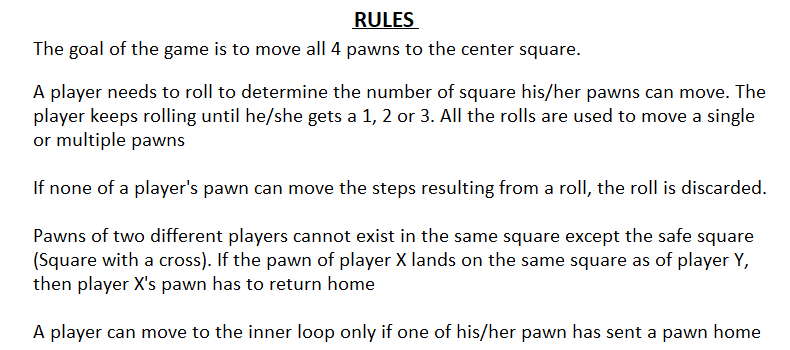 RULES
The goal of the game is to move all 4 pawns to the center square.
A player needs to roll to determine the number of square his/her pawns can move. The
player keeps rolling until he/she gets a 1, 2 or 3. All the rolls are used to move a single
or multiple pawns
If none of a player's pawn can move the steps resulting from a roll, the roll is discarded.
Pawns of two different players cannot exist in the same square except the safe square
(Square with a cross). If the pawn of player X lands on the same square as of player Y,
then player X's pawn has to return home
A player can move to the inner loop only if one of his/her pawn has sent a pawn home